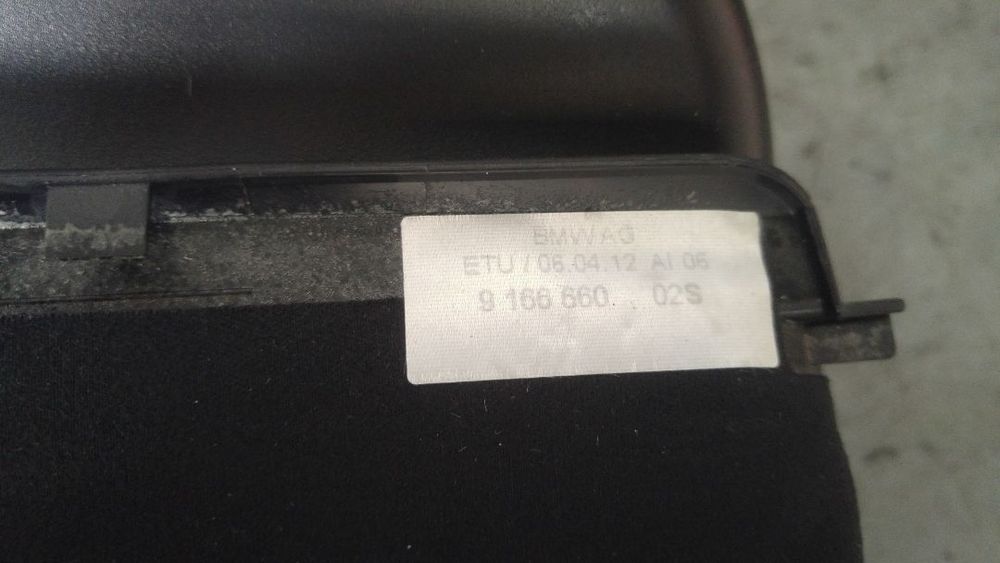 BMW AG
ETU / 06.04.12 AI 06
9 166 660 . . 02S